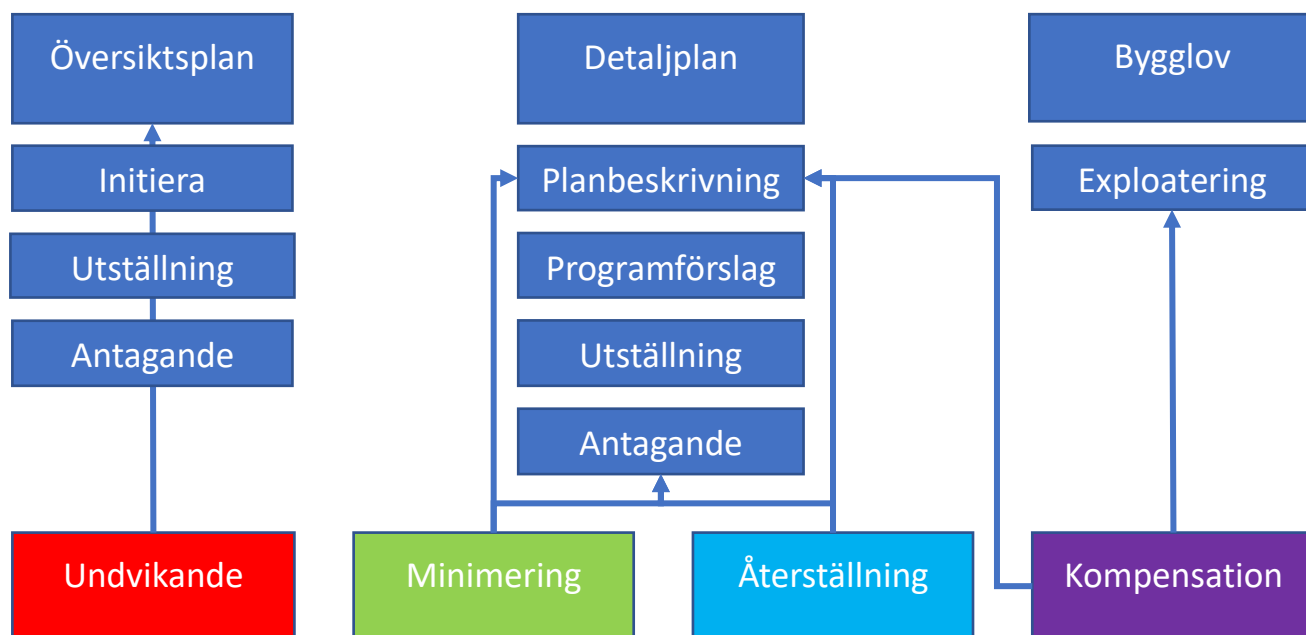 Översiktsplan
Initiera
Utställning
Antagande
Undvikande
Detaljplan
Planbeskrivning
Programförslag
Utställning
Antagande
Minimering
Återställning
Bygglov
Exploatering
Kompensation